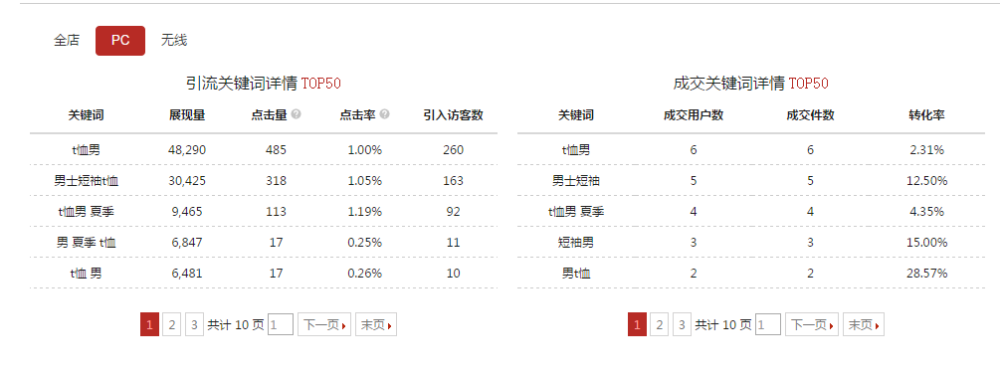 全店 PC 无线
引流关键词详情 TOP50
关键词 展现量 点击量 ? 点击率 ? 引入访客数
t恤男 48,290 485 1.00% 260
男士短袖t恤 30,425 318 1.05% 163
t恤男 夏季 9,465 113 1.19% 92
男 夏季 t恤 6,847 17 0.25% 11
t恤 男 6,481 17 0.26% 10
1 2 3 共计 10 页 1 下一页 末页
成交关键词详情 TOP50
关键词 成交用户数 成交件数 转化率
t恤男 6 6 2.31%
男士短袖 5 5 12.50%
t恤男 夏季 4 4 4.35%
短袖男 3 3 15.00%
男t恤 2 2 28.57%
1 2 3 共计 10 页 1 下一页 末页